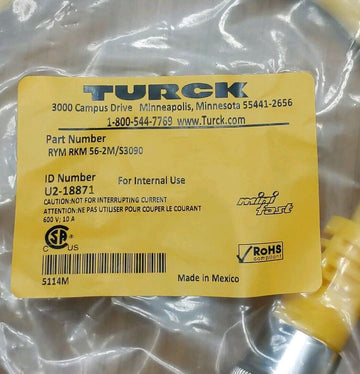 TURCK
3000 Campus Drive Minneapolis, Minnesota 55441-2656
1-800-544-7769 www.Turck.com
Part Number
RYM RKM 56-2M/S3090
ID Number For Internal Use
U2-18871
CAUTION:NOT FOR INTERRUPTING CURRENT
ATTENTION:NE PAS UTILISER POUR COUPER LE COURANT
600 V; 10 A
mini fast
CSA
C US
RoHS
compliant
5114M Made in Mexico